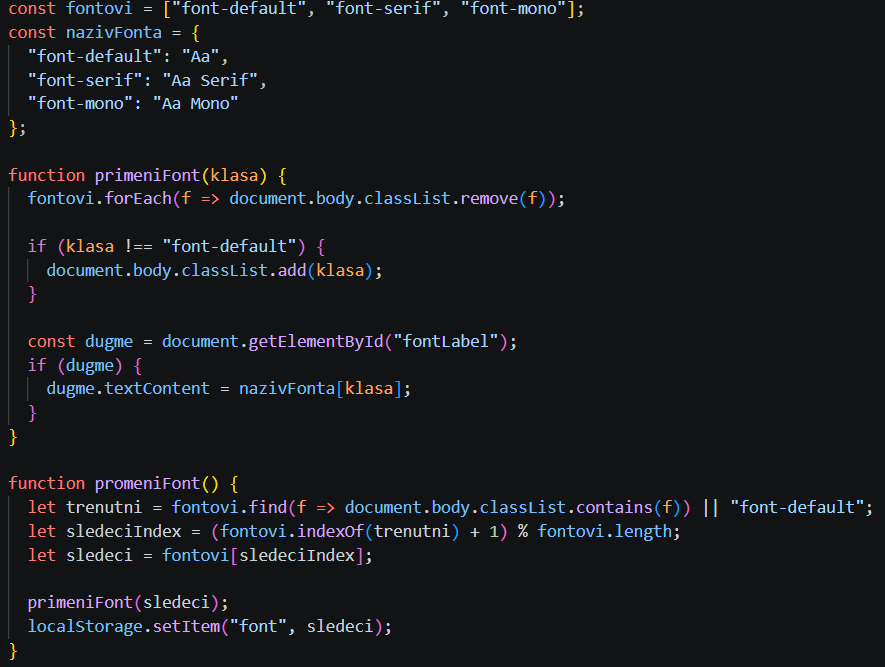 const fontovi = ["font-default", "font-serif", "font-mono"];
const nazivFonta = {
  "font-default": "Aa",
  "font-serif": "Aa Serif",
  "font-mono": "Aa Mono"
};

function primeniFont(klasa) {
  fontovi.forEach(f => document.body.classList.remove(f));

  if (klasa !== "font-default") {
    document.body.classList.add(klasa);
  }

  const dugme = document.getElementById("fontLabel");
  if (dugme) {
    dugme.textContent = nazivFonta[klasa];
  }
}

function promeniFont() {
  let trenutni = fontovi.find(f => document.body.classList.contains(f)) || "font-default";
  let sledeciIndex = (fontovi.indexOf(trenutni) + 1) % fontovi.length;
  let sledeci = fontovi[sledeciIndex];

  primeniFont(sledeci);
  localStorage.setItem("font", sledeci);
}